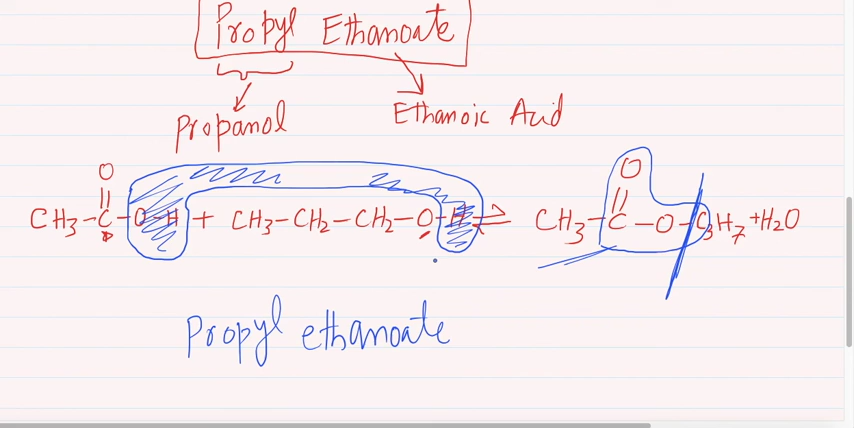 Propyl Ethanoate
Propanol Ethanoic Acid
O O
CH3-C-O-H + CH3-CH2-CH2-O-H ⇌ CH3-C-O-C3H7+H2O
Propyl ethanoate